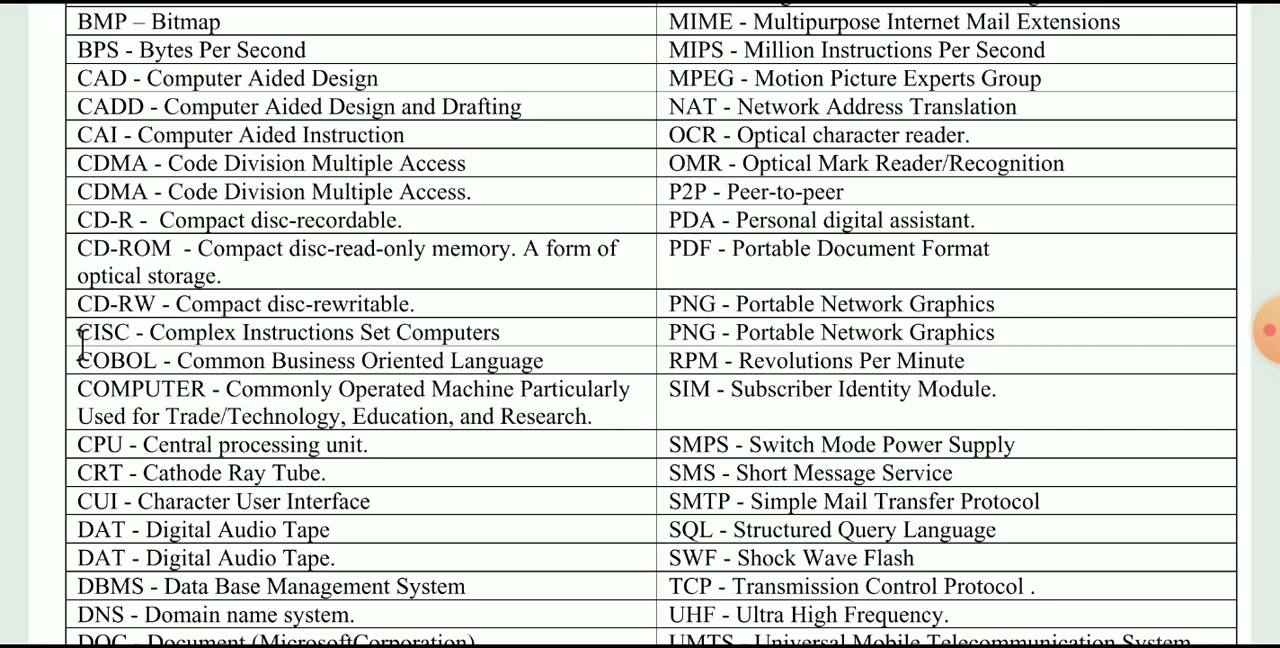 BMP – Bitmap
MIME - Multipurpose Internet Mail Extensions
BPS - Bytes Per Second
MIPS - Million Instructions Per Second
CAD - Computer Aided Design
MPEG - Motion Picture Experts Group
CADD - Computer Aided Design and Drafting
NAT - Network Address Translation
CAI - Computer Aided Instruction
OCR - Optical character reader.
CDMA - Code Division Multiple Access
OMR - Optical Mark Reader/Recognition
CDMA - Code Division Multiple Access.
P2P - Peer-to-peer
CD-R - Compact disc-recordable.
PDA - Personal digital assistant.
CD-ROM - Compact disc-read-only memory. A form of
optical storage.
PDF - Portable Document Format
CD-RW - Compact disc-rewritable.
PNG - Portable Network Graphics
CISC - Complex Instructions Set Computers
PNG - Portable Network Graphics
COBOL - Common Business Oriented Language
RPM - Revolutions Per Minute
COMPUTER - Commonly Operated Machine Particularly
Used for Trade/Technology, Education, and Research.
SIM - Subscriber Identity Module.
CPU - Central processing unit.
SMPS - Switch Mode Power Supply
CRT - Cathode Ray Tube.
SMS - Short Message Service
CUI - Character User Interface
SMTP - Simple Mail Transfer Protocol
DAT - Digital Audio Tape
SQL - Structured Query Language
DAT - Digital Audio Tape.
SWF - Shock Wave Flash
DBMS - Data Base Management System
TCP - Transmission Control Protocol .
DNS - Domain name system.
UHF - Ultra High Frequency.
DOC - Document (MicrosoftCorporation)
UMTS - Universal Mobile Telecommunication System